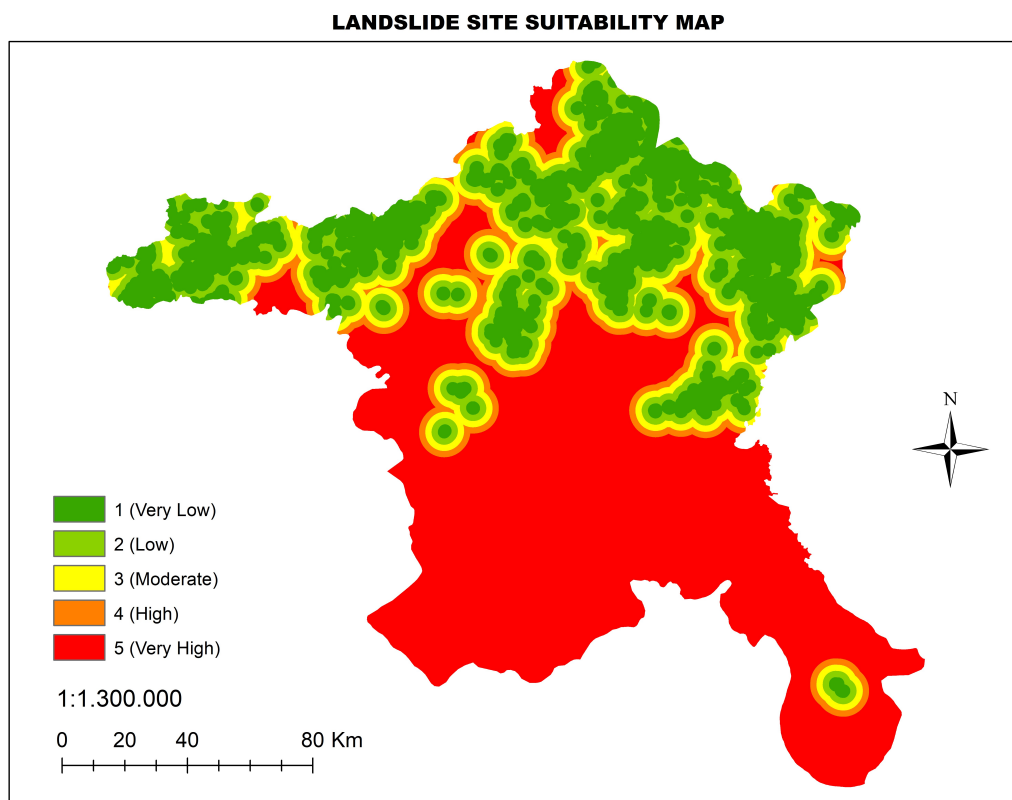 LANDSLIDE SITE SUITABILITY MAP
N
1 (Very Low)
2 (Low)
3 (Moderate)
4 (High)
5 (Very High)
1:1.300.000
0 20 40 80 Km